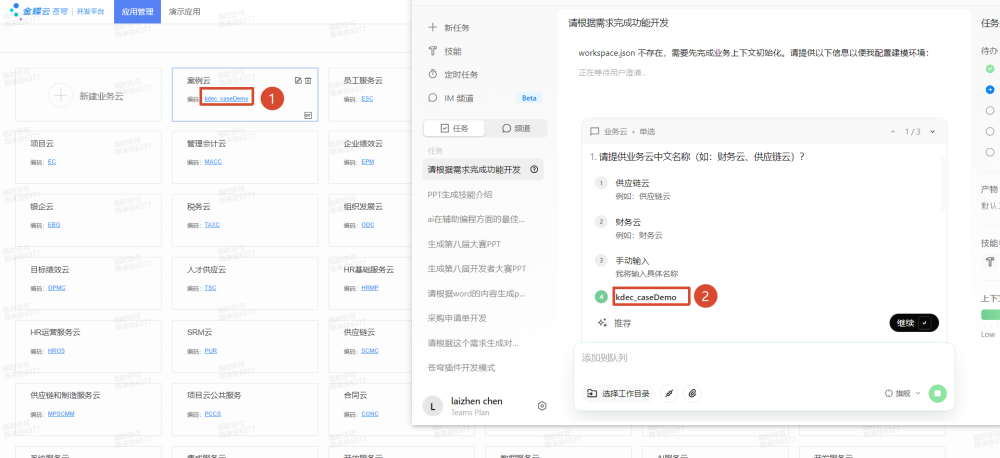 金蝶云 苍穹 | 开发平台
应用管理
演示应用
新建业务云
案例云
编码: kdec_caseDemo
1
员工服务云
编码: ESC
项目云
编码: EC
管理会计云
编码: MACC
企业绩效云
编码: EPM
银企云
编码: EBG
税务云
编码: TAXC
组织发展云
编码: ODC
目标绩效云
编码: OPMC
人才供应云
编码: TSC
HR基础服务云
编码: HRMP
HR运营服务云
编码: HROS
SRM云
编码: PUR
供应链云
编码: SCMC
供应链和制造服务云
编码: MPSCMM
项目云公共服务
编码: PCCS
合同云
编码: CONC
系统服务云
集成服务云
新任务
技能
定时任务
IM 频道
Beta
任务
频道
任务
请根据需求完成功能开发
PPT生成技能介绍
ai在辅助编程方面的最佳...
生成第八届大赛PPT
生成第八届开发者大赛PPT
请根据word的内容生成p...
采购申请单开发
请根据这个需求生成对...
苍穹插件开发模式
L
laizhen chen
Teams Plan
请根据需求完成功能开发
workspace.json 不存在，需要先完成业务上下文初始化。请提供以下信息以便我配置建模环境：
正在等待用户澄清...
业务云 • 单选
1 / 3
1. 请提供业务云中文名称（如：财务云、供应链云）？
1 供应链云
例如：供应链云
2 财务云
例如：财务云
3 手动输入
我将输入具体名称
4 kdec_caseDemo
2
推荐
继续
添加到队列
选择工作目录
旗舰
任务
待办
产物
默认
技能
上下
Low